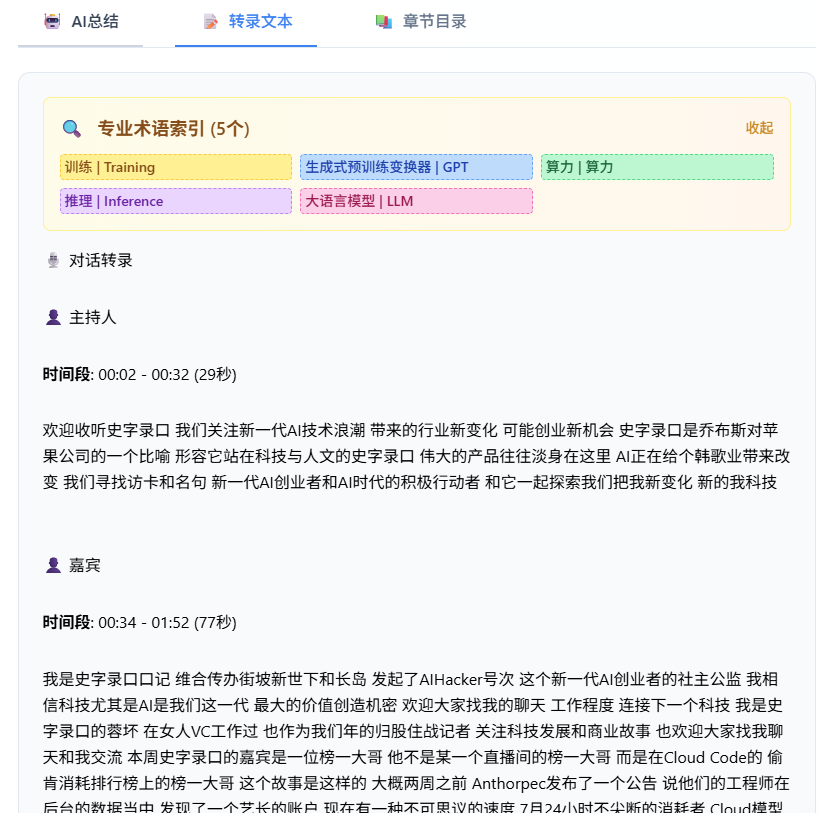 AI总结
转录文本
章节目录
专业术语索引 (5个)
收起
训练 | Training
生成式预训练变换器 | GPT
算力 | 算力
推理 | Inference
大语言模型 | LLM
对话转录
主持人
时间段: 00:02 - 00:32 (29秒)
欢迎收听史字录口 我们关注新一代AI技术浪潮 带来的行业新变化 可能创业新机会 史字录口是乔布斯对苹
果公司的一个比喻 形容它站在科技与人文的史字录口 伟大的产品往往淡身在这里 AI正在给个韩歌业带来改
变 我们寻找访卡和名句 新一代AI创业者和AI时代的积极行动者 和它一起探索我们把我新变化 新的我科技
嘉宾
时间段: 00:34 - 01:52 (77秒)
我是史字录口口记 维合传办街坡新世下和长岛 发起了AIHacker号次 这个新一代AI创业者的社主公监 我相
信科技尤其是AI是我们这一代 最大的价值创造机密 欢迎大家找我的聊天 工作程度 连接下一个科技 我是史
字录口的蓉坏 在女人VC工作过 也作为我们年的归股住战记者 关注科技发展和商业故事 也欢迎大家找我聊
天和我交流 本周史字录口的嘉宾是一位榜一大哥 他不是某一个直播间的榜一大哥 而是在Cloud Code的 偷
肯消耗排行榜上的榜一大哥 这个故事是这样的 大概两周之前 Anthorpec发布了一个公告 说他们的工程师在
后台的数据当中 发现了一个艺长的账户 现在有一种不可思议的速度 7月24小时不尖断的消耗者 Cloud模型